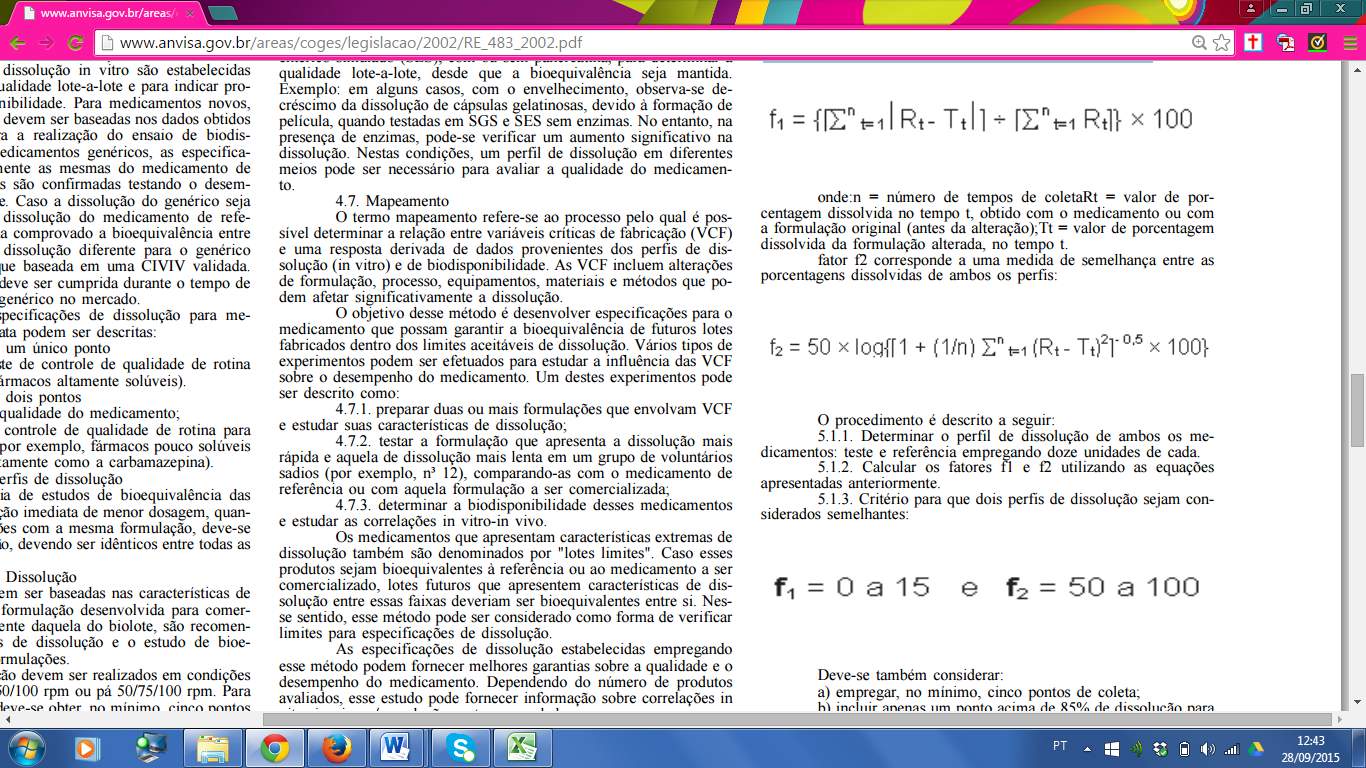 www.anvisa.gov.br/areas/c
www.anvisa.gov.br/areas/coges/legislacao/2002/RE_483_2002.pdf
dissolução in vitro são estabelecidas
ualidade lote-a-lote e para indicar pro-
nibilidade. Para medicamentos novos,
devem ser baseadas nos dados obtidos
ra a realização do ensaio de biodis-
edicamentos genéricos, as especifica-
mente as mesmas do medicamento de
s são confirmadas testando o desem-
e. Caso a dissolução do genérico seja
dissolução do medicamento de refe-
a comprovado a bioequivalência entre
dissolução diferente para o genérico
que baseada em uma CIVIV validada.
deve ser cumprida durante o tempo de
genérico no mercado.
specificações de dissolução para me-
ata podem ser descritas:
um único ponto
ste de controle de qualidade de rotina
fármacos altamente solúveis).
dois pontos
qualidade do medicamento;
controle de qualidade de rotina para
por exemplo, fármacos pouco solúveis
tamente como a carbamazepina).
erfis de dissolução
ia de estudos de bioequivalência das
ção imediata de menor dosagem, quan-
ões com a mesma formulação, deve-se
ão, devendo ser idênticos entre todas as
Dissolução
em ser baseadas nas características de
formulação desenvolvida para comer-
ente daquela do biolote, são recomen-
s de dissolução e o estudo de bioe-
ormulações.
ção devem ser realizados em condições
50/100 rpm ou pá 50/75/100 rpm. Para
deve-se obter, no mínimo, cinco pontos
qualidade lote-a-lote, desde que a bioequivalência seja mantida.
Exemplo: em alguns casos, com o envelhecimento, observa-se de-
créscimo da dissolução de cápsulas gelatinosas, devido à formação de
película, quando testadas em SGS e SES sem enzimas. No entanto, na
presença de enzimas, pode-se verificar um aumento significativo na
dissolução. Nestas condições, um perfil de dissolução em diferentes
meios pode ser necessário para avaliar a qualidade do medicamen-
to.
4.7. Mapeamento
O termo mapeamento refere-se ao processo pelo qual é pos-
sível determinar a relação entre variáveis críticas de fabricação (VCF)
e uma resposta derivada de dados provenientes dos perfis de dis-
solução (in vitro) e de biodisponibilidade. As VCF incluem alterações
de formulação, processo, equipamentos, materiais e métodos que po-
dem afetar significativamente a dissolução.
O objetivo desse método é desenvolver especificações para o
medicamento que possam garantir a bioequivalência de futuros lotes
fabricados dentro dos limites aceitáveis de dissolução. Vários tipos de
experimentos podem ser efetuados para estudar a influência das VCF
sobre o desempenho do medicamento. Um destes experimentos pode
ser descrito como:
4.7.1. preparar duas ou mais formulações que envolvam VCF
e estudar suas características de dissolução;
4.7.2. testar a formulação que apresenta a dissolução mais
rápida e aquela de dissolução mais lenta em um grupo de voluntários
sadios (por exemplo, n³ 12), comparando-as com o medicamento de
referência ou com aquela formulação a ser comercializada;
4.7.3. determinar a biodisponibilidade desses medicamentos
e estudar as correlações in vitro-in vivo.
Os medicamentos que apresentam características extremas de
dissolução também são denominados por "lotes limites". Caso esses
produtos sejam bioequivalentes à referência ou ao medicamento a ser
comercializado, lotes futuros que apresentem características de dis-
solução entre essas faixas deveriam ser bioequivalentes entre si. Nes-
se sentido, esse método pode ser considerado como forma de verificar
limites para especificações de dissolução.
As especificações de dissolução estabelecidas empregando
esse método podem fornecer melhores garantias sobre a qualidade e o
desempenho do medicamento. Dependendo do número de produtos
avaliados, esse estudo pode fornecer informação sobre correlações in
f₁ = {[∑ⁿ t=1 | Rt - Tt |] ÷ [∑ⁿ t=1 Rt]} × 100
onde:n = número de tempos de coletaRt = valor de por-
centagem dissolvida no tempo t, obtido com o medicamento ou com
a formulação original (antes da alteração);Tt = valor de porcentagem
dissolvida da formulação alterada, no tempo t.
fator f2 corresponde a uma medida de semelhança entre as
porcentagens dissolvidas de ambos os perfis:
f₂ = 50 × log{[1 + (1/n) ∑ⁿ t=1 (Rt - Tt)²]⁻⁰,⁵ × 100}
O procedimento é descrito a seguir:
5.1.1. Determinar o perfil de dissolução de ambos os me-
dicamentos: teste e referência empregando doze unidades de cada.
5.1.2. Calcular os fatores f1 e f2 utilizando as equações
apresentadas anteriormente.
5.1.3. Critério para que dois perfis de dissolução sejam con-
siderados semelhantes:
f₁ = 0 a 15 e f₂ = 50 a 100
Deve-se também considerar:
a) empregar, no mínimo, cinco pontos de coleta;
b) incluir apenas um ponto acima de 85% de dissolução para
PT
12:43
28/09/2015